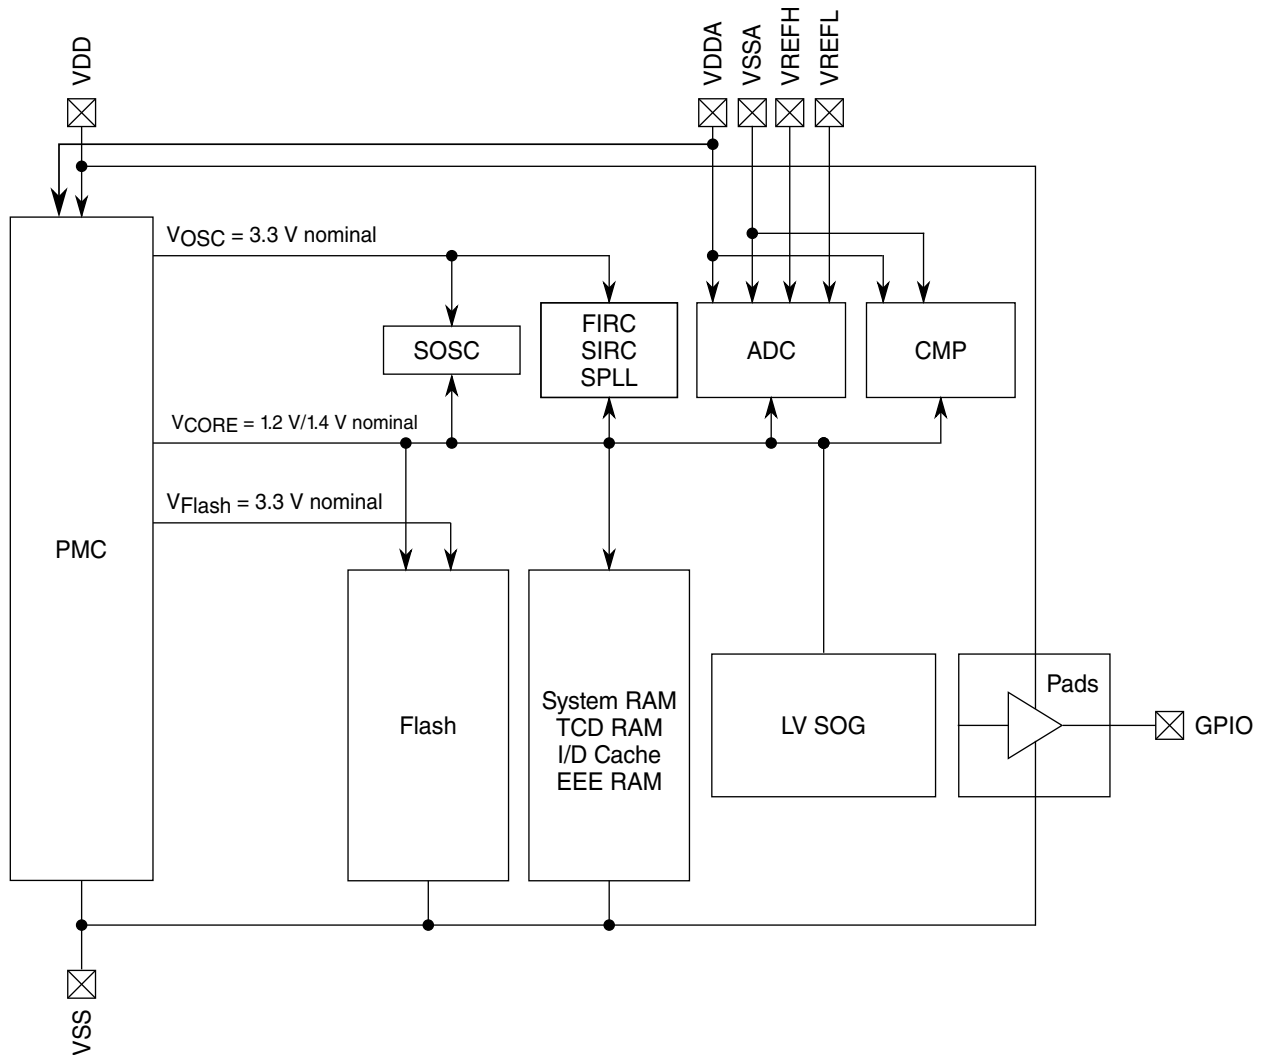 VDD
VDDA
VSSA
VREFH
VREFL
VOSC = 3.3 V nominal
SOSC
FIRC
SIRC
SPLL
ADC
CMP
VCORE = 1.2 V/1.4 V nominal
VFlash = 3.3 V nominal
PMC
Flash
System RAM
TCD RAM
I/D Cache
EEE RAM
LV SOG
Pads
GPIO
VSS